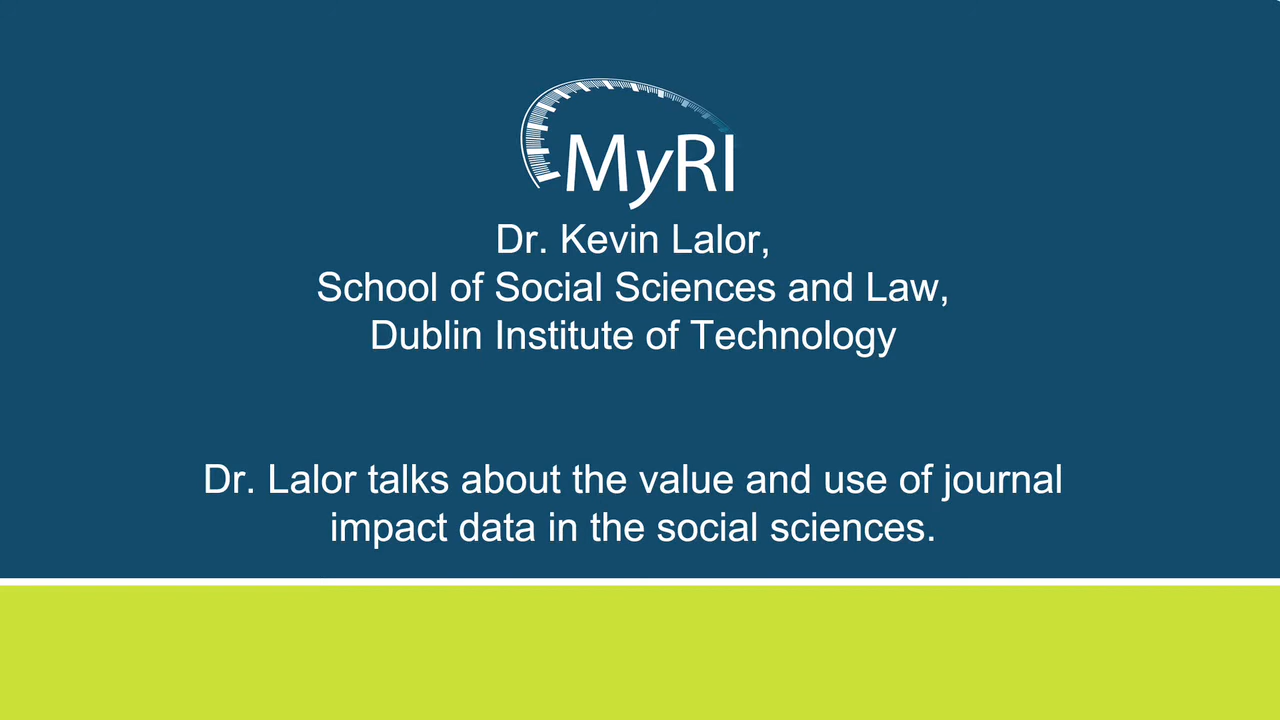 MyRI
Dr. Kevin Lalor,
School of Social Sciences and Law,
Dublin Institute of Technology
Dr. Lalor talks about the value and use of journal
impact data in the social sciences.